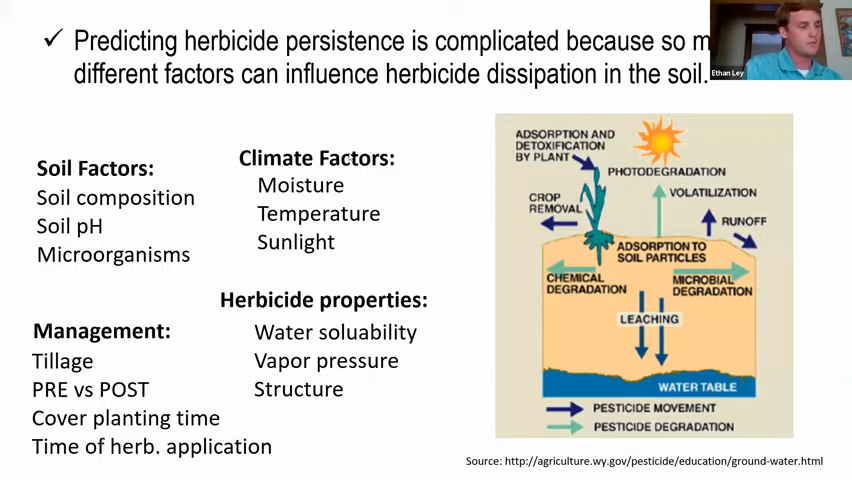 ✓ Predicting herbicide persistence is complicated because so m
different factors can influence herbicide dissipation in the soil.
Ethan Ley
Soil Factors:
Soil composition
Soil pH
Microorganisms
Climate Factors:
Moisture
Temperature
Sunlight
Herbicide properties:
Water soluability
Vapor pressure
Structure
Management:
Tillage
PRE vs POST
Cover planting time
Time of herb. application
ADSORPTION AND
DETOXIFICATION
BY PLANT
PHOTODEGRADATION
VOLATILIZATION
CROP
REMOVAL
RUNOFF
ADSORPTION TO
SOIL PARTICLES
CHEMICAL
DEGRADATION
MICROBIAL
DEGRADATION
LEACHING
WATER TABLE
PESTICIDE MOVEMENT
PESTICIDE DEGRADATION
Source: http://agriculture.wy.gov/pesticide/education/ground-water.html